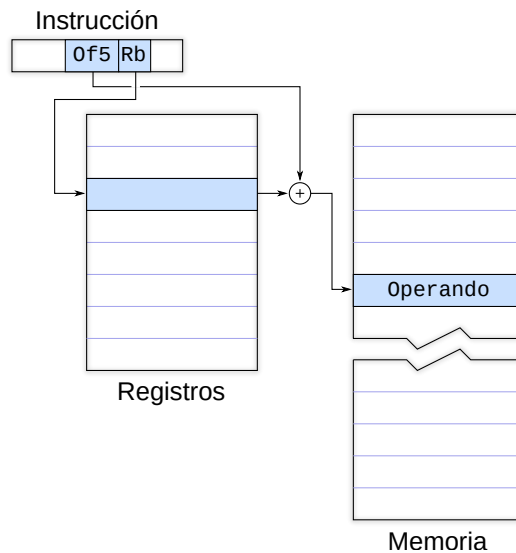 Instrucción
Of5 Rb
+
Operando
Registros
Memoria